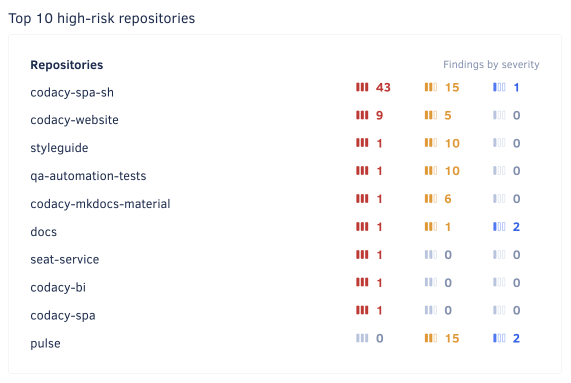 Top 10 high-risk repositories
Repositories Findings by severity
codacy-spa-sh 43 15 1
codacy-website 9 5 0
styleguide 1 10 0
qa-automation-tests 1 10 0
codacy-mkdocs-material 1 6 0
docs 1 1 2
seat-service 1 0 0
codacy-bi 1 0 0
codacy-spa 1 0 0
pulse 0 15 2